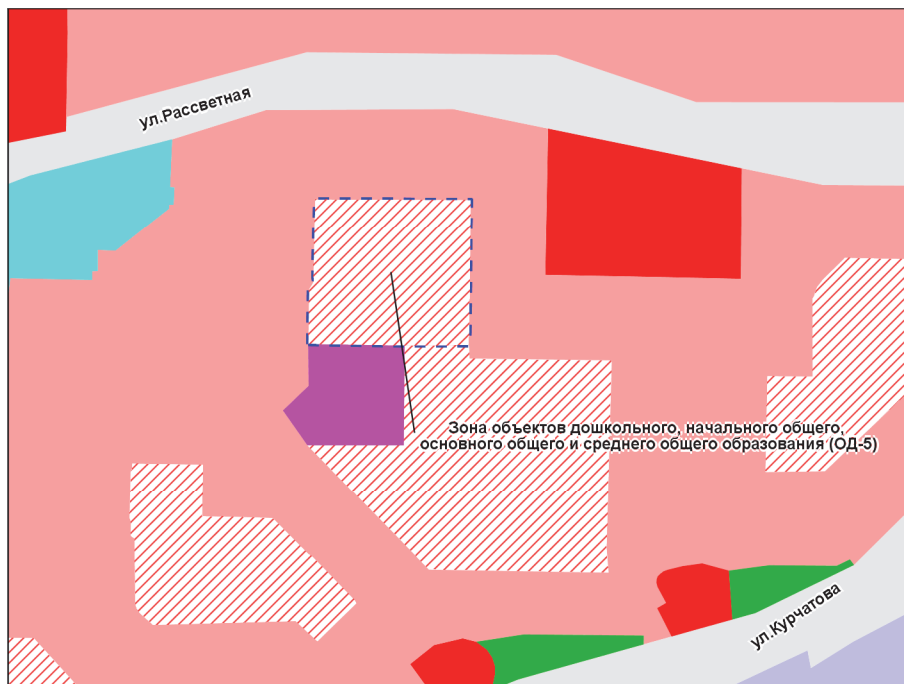 ул.Рассветная
Зона объектов дошкольного, начального общего,
основного общего и среднего общего образования (ОД-5)
ул.Курчатова